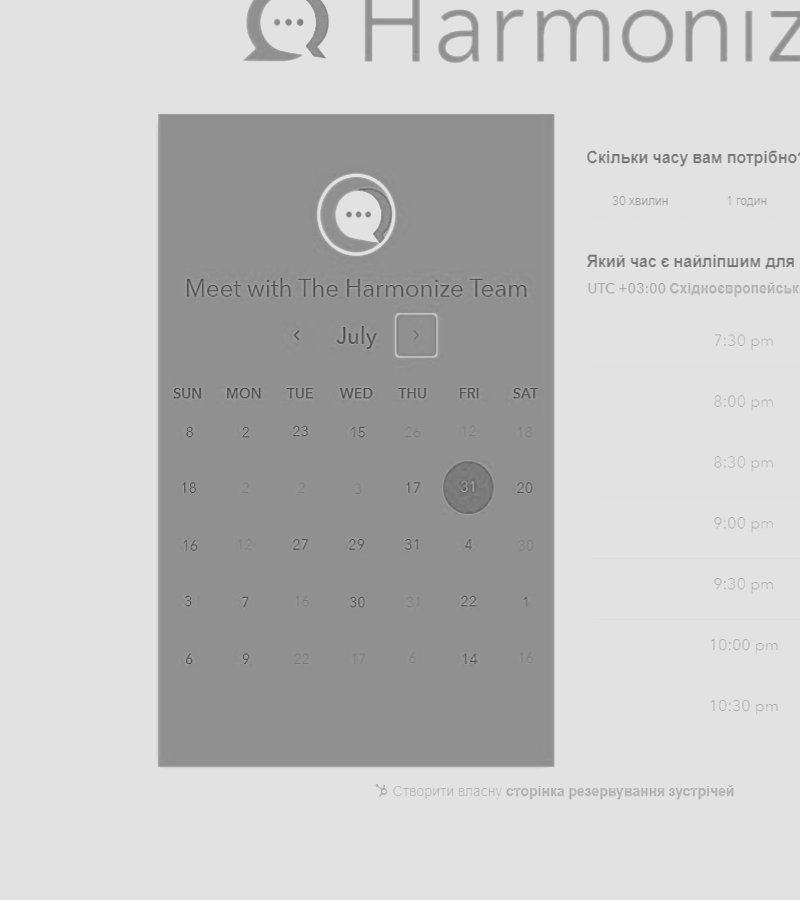 Harmoniz
Meet with The Harmonize Team
July
SUN MON TUE WED THU FRI SAT
8 2 23 15 26 12 18
18 2 2 3 17 31 20
16 12 27 29 31 4 30
3 7 16 30 31 22 1
6 9 22 17 6 14 16
Скільки часу вам потрібно?
30 хвилин 1 годин
Який час є найліпшим для
UTC +03:00 Східноєвропейськ
7:30 pm
8:00 pm
8:30 pm
9:00 pm
9:30 pm
10:00 pm
10:30 pm
Створити власну сторінка резервування зустрічей